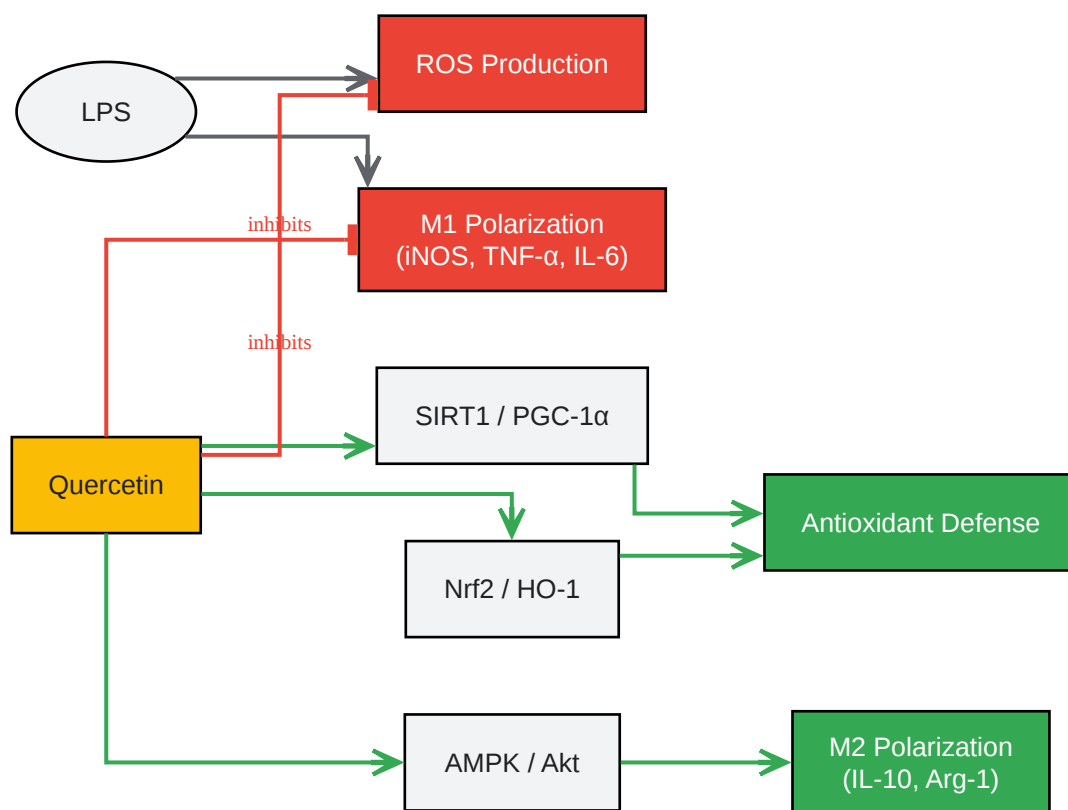 ROS Production
LPS
M1 Polarization
(iNOS, TNF-α, IL-6)
inhibits
inhibits
SIRT1 / PGC-1α
Quercetin
Antioxidant Defense
Nrf2 / HO-1
AMPK / Akt
M2 Polarization
(IL-10, Arg-1)